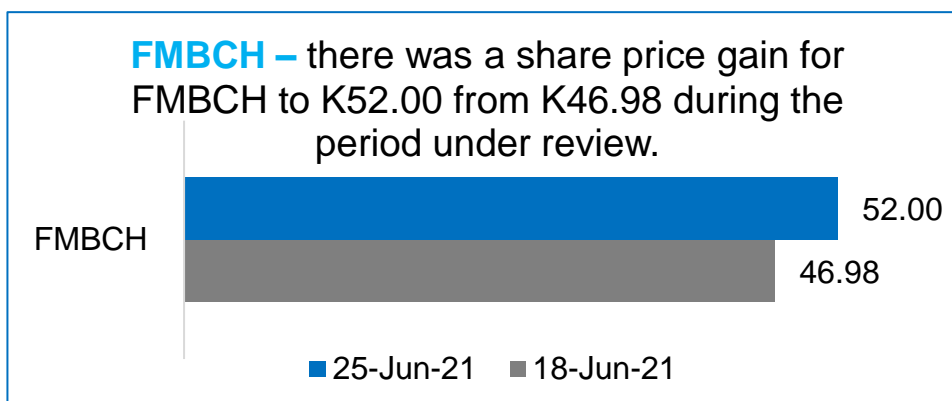 FMBCH – there was a share price gain for
FMBCH to K52.00 from K46.98 during the
period under review.
52.00
FMBCH
46.98
25-Jun-21 18-Jun-21